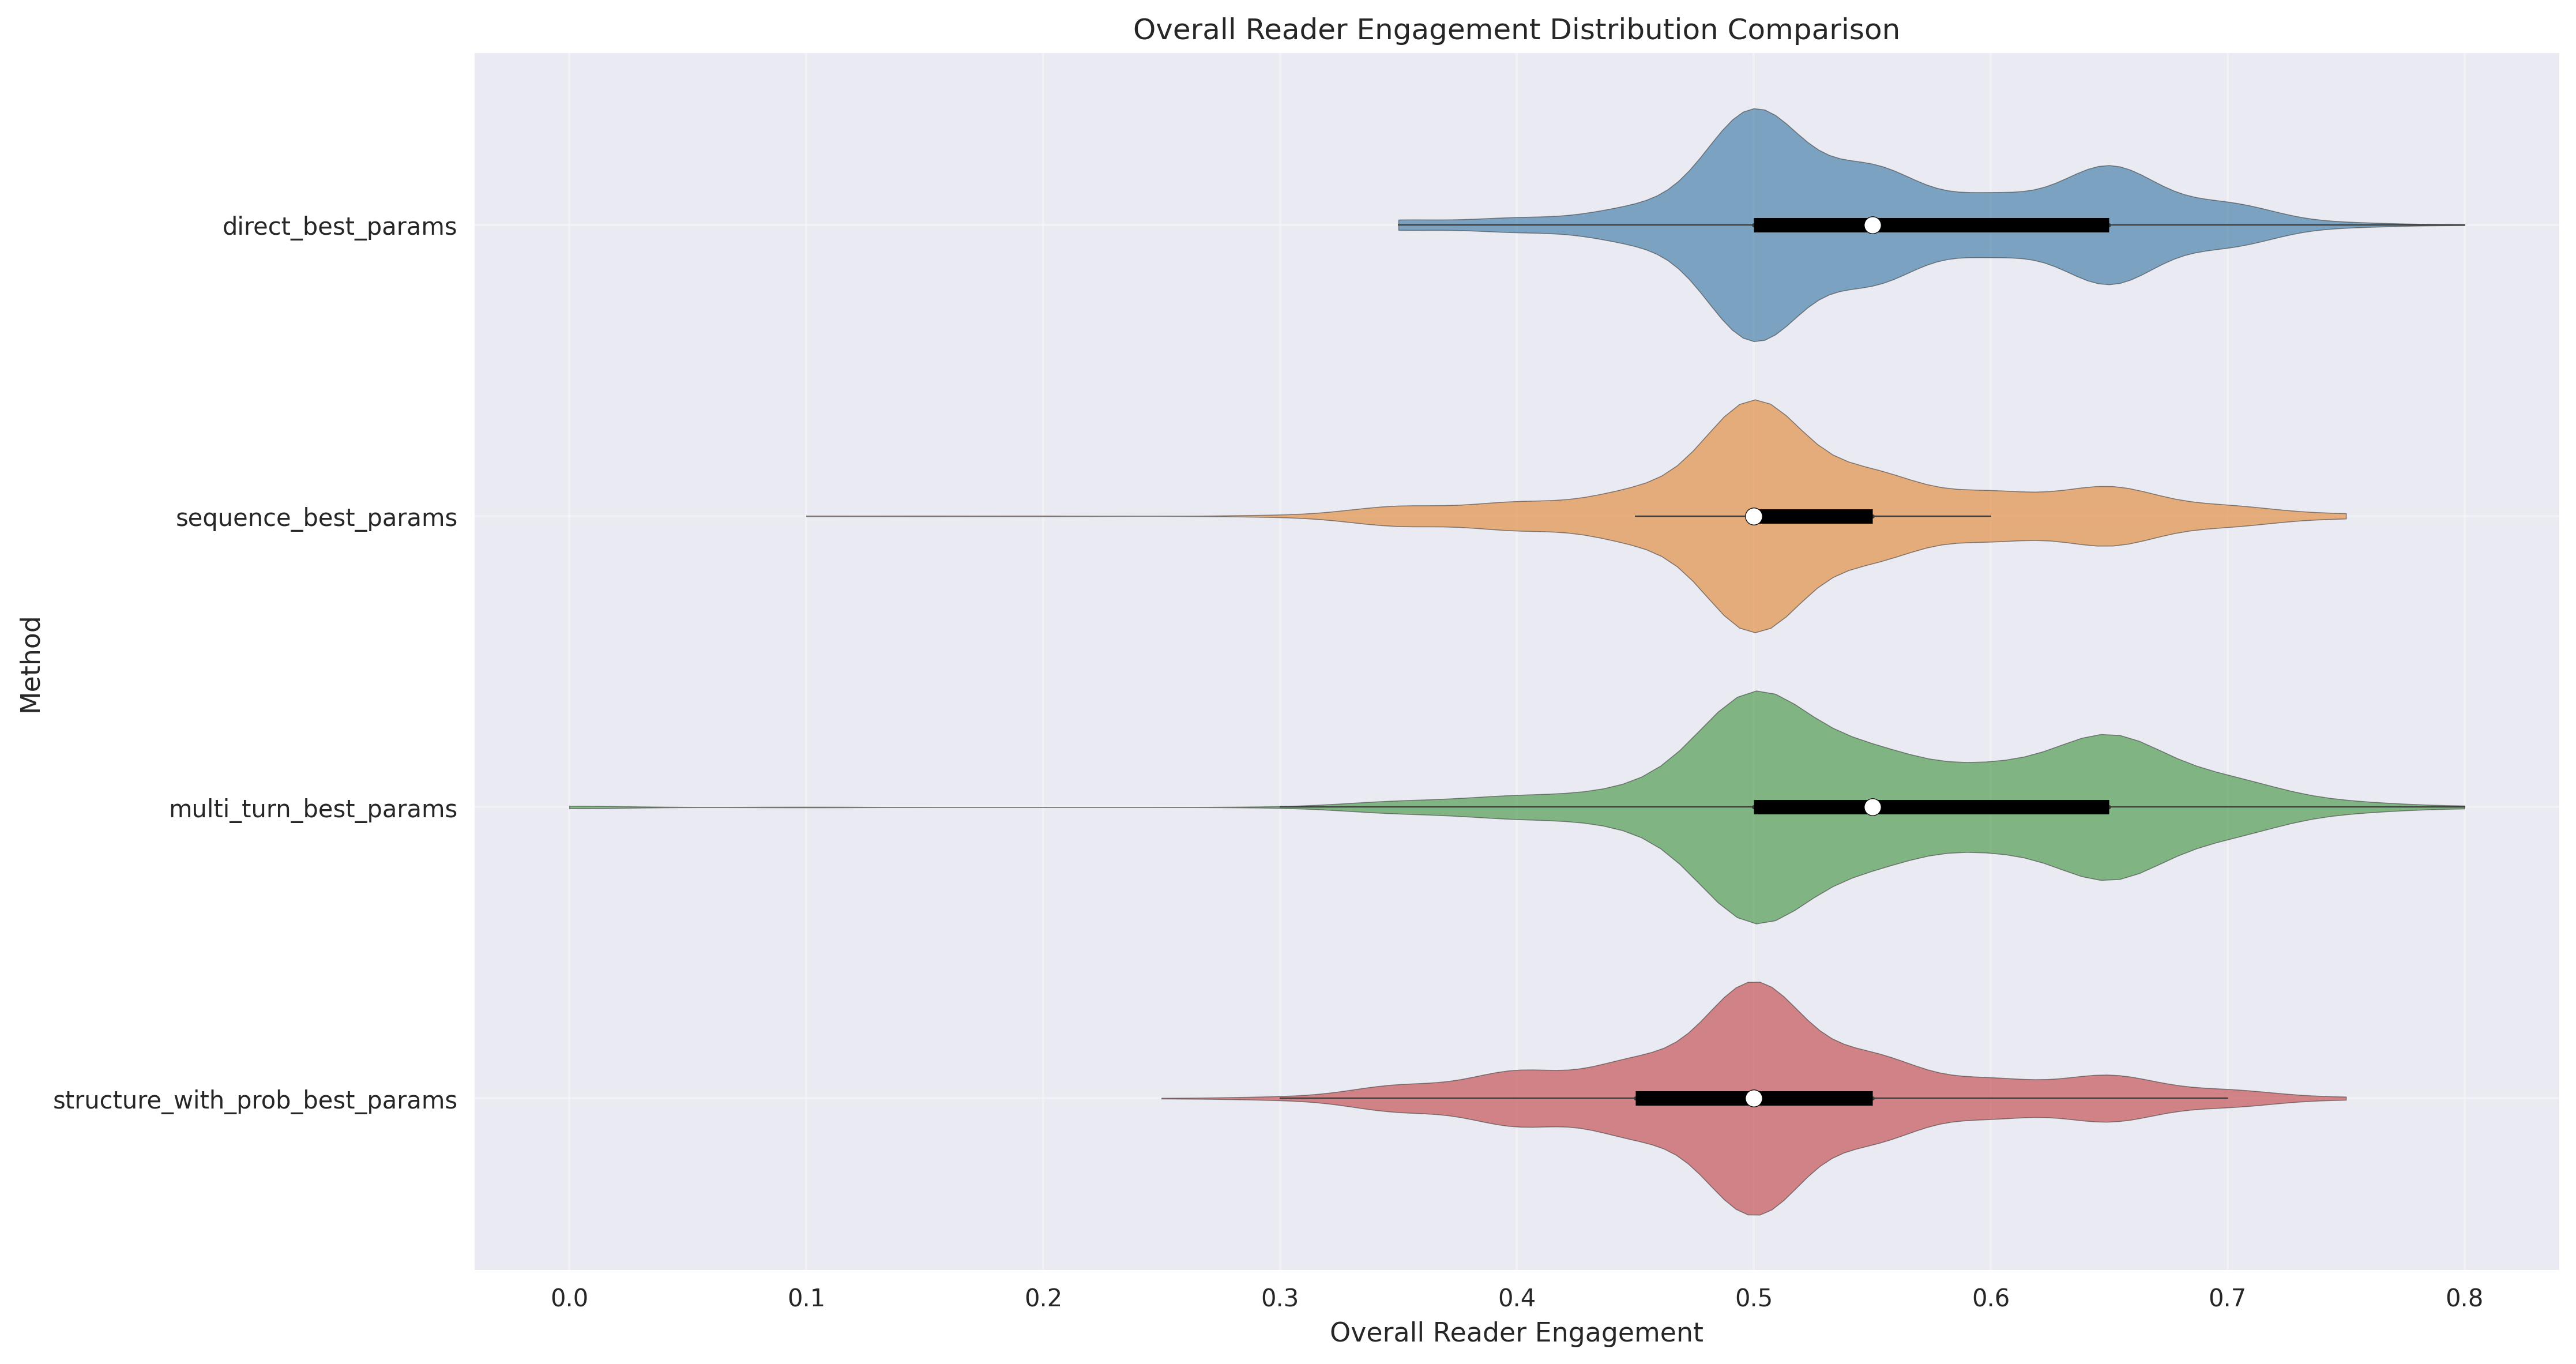 Overall Reader Engagement Distribution Comparison
Method
direct_best_params
sequence_best_params
multi_turn_best_params
structure_with_prob_best_params
0.0 0.1 0.2 0.3 0.4 0.5 0.6 0.7 0.8
Overall Reader Engagement